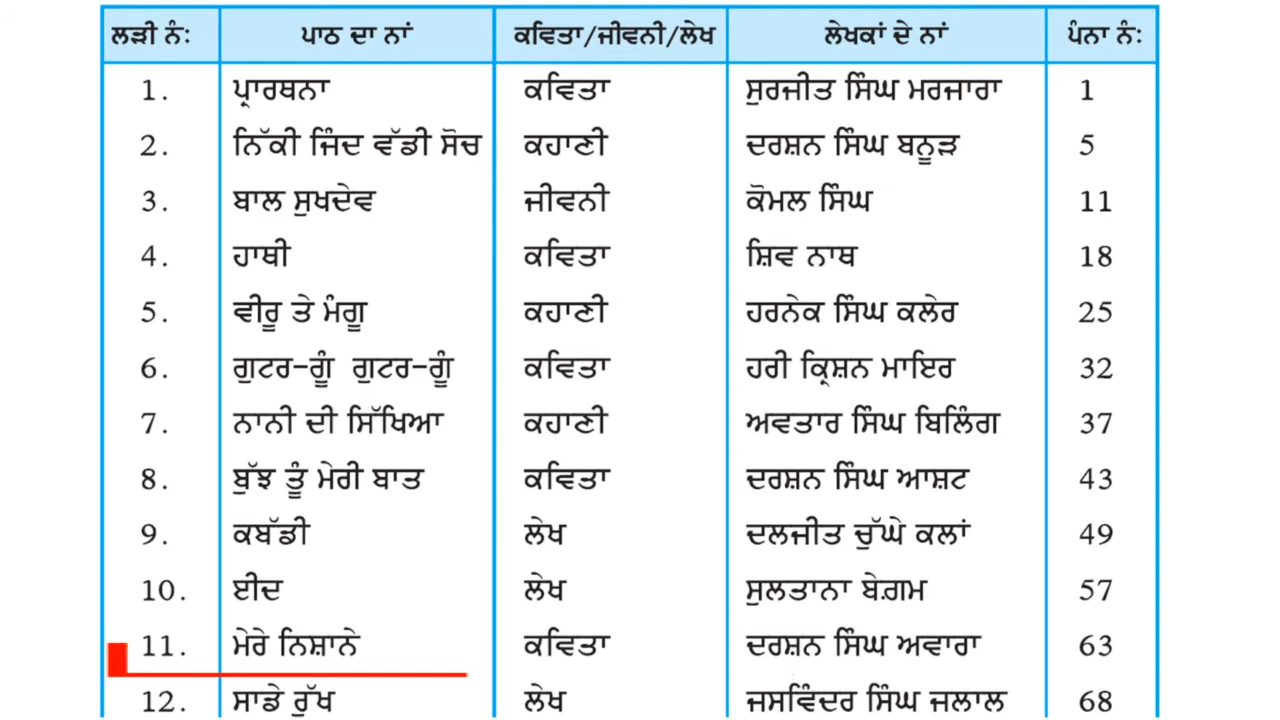 ਲੜੀ ਨੰ: ਪਾਠ ਦਾ ਨਾਂ ਕਵਿਤਾ/ਜੀਵਨੀ/ਲੇਖ ਲੇਖਕਾਂ ਦੇ ਨਾਂ ਪੰਨਾ ਨੰ:
1. ਪ੍ਰਾਰਥਨਾ ਕਵਿਤਾ ਸੁਰਜੀਤ ਸਿੰਘ ਮਰਜਾਰਾ 1
2. ਨਿੱਕੀ ਜਿੰਦ ਵੱਡੀ ਸੋਚ ਕਹਾਣੀ ਦਰਸ਼ਨ ਸਿੰਘ ਬਨੂੜ 5
3. ਬਾਲ ਸੁਖਦੇਵ ਜੀਵਨੀ ਕੋਮਲ ਸਿੰਘ 11
4. ਹਾਥੀ ਕਵਿਤਾ ਸ਼ਿਵ ਨਾਥ 18
5. ਵੀਰੂ ਤੇ ਮੰਗੂ ਕਹਾਣੀ ਹਰਨੇਕ ਸਿੰਘ ਕਲੇਰ 25
6. ਗੁਟਰ-ਗੂੰ ਗੁਟਰ-ਗੂੰ ਕਵਿਤਾ ਹਰੀ ਕ੍ਰਿਸ਼ਨ ਮਾਇਰ 32
7. ਨਾਨੀ ਦੀ ਸਿੱਖਿਆ ਕਹਾਣੀ ਅਵਤਾਰ ਸਿੰਘ ਬਿਲਿੰਗ 37
8. ਬੁੱਝ ਤੂੰ ਮੇਰੀ ਬਾਤ ਕਵਿਤਾ ਦਰਸ਼ਨ ਸਿੰਘ ਆਸ਼ਟ 43
9. ਕਬੱਡੀ ਲੇਖ ਦਲਜੀਤ ਚੁੱਘੇ ਕਲਾਂ 49
10. ਈਦ ਲੇਖ ਸੁਲਤਾਨਾ ਬੇਗ਼ਮ 57
11. ਮੇਰੇ ਨਿਸ਼ਾਨੇ ਕਵਿਤਾ ਦਰਸ਼ਨ ਸਿੰਘ ਅਵਾਰਾ 63
12. ਸਾਡੇ ਰੁੱਖ ਲੇਖ ਜਸਵਿੰਦਰ ਸਿੰਘ ਜਲਾਲ 68